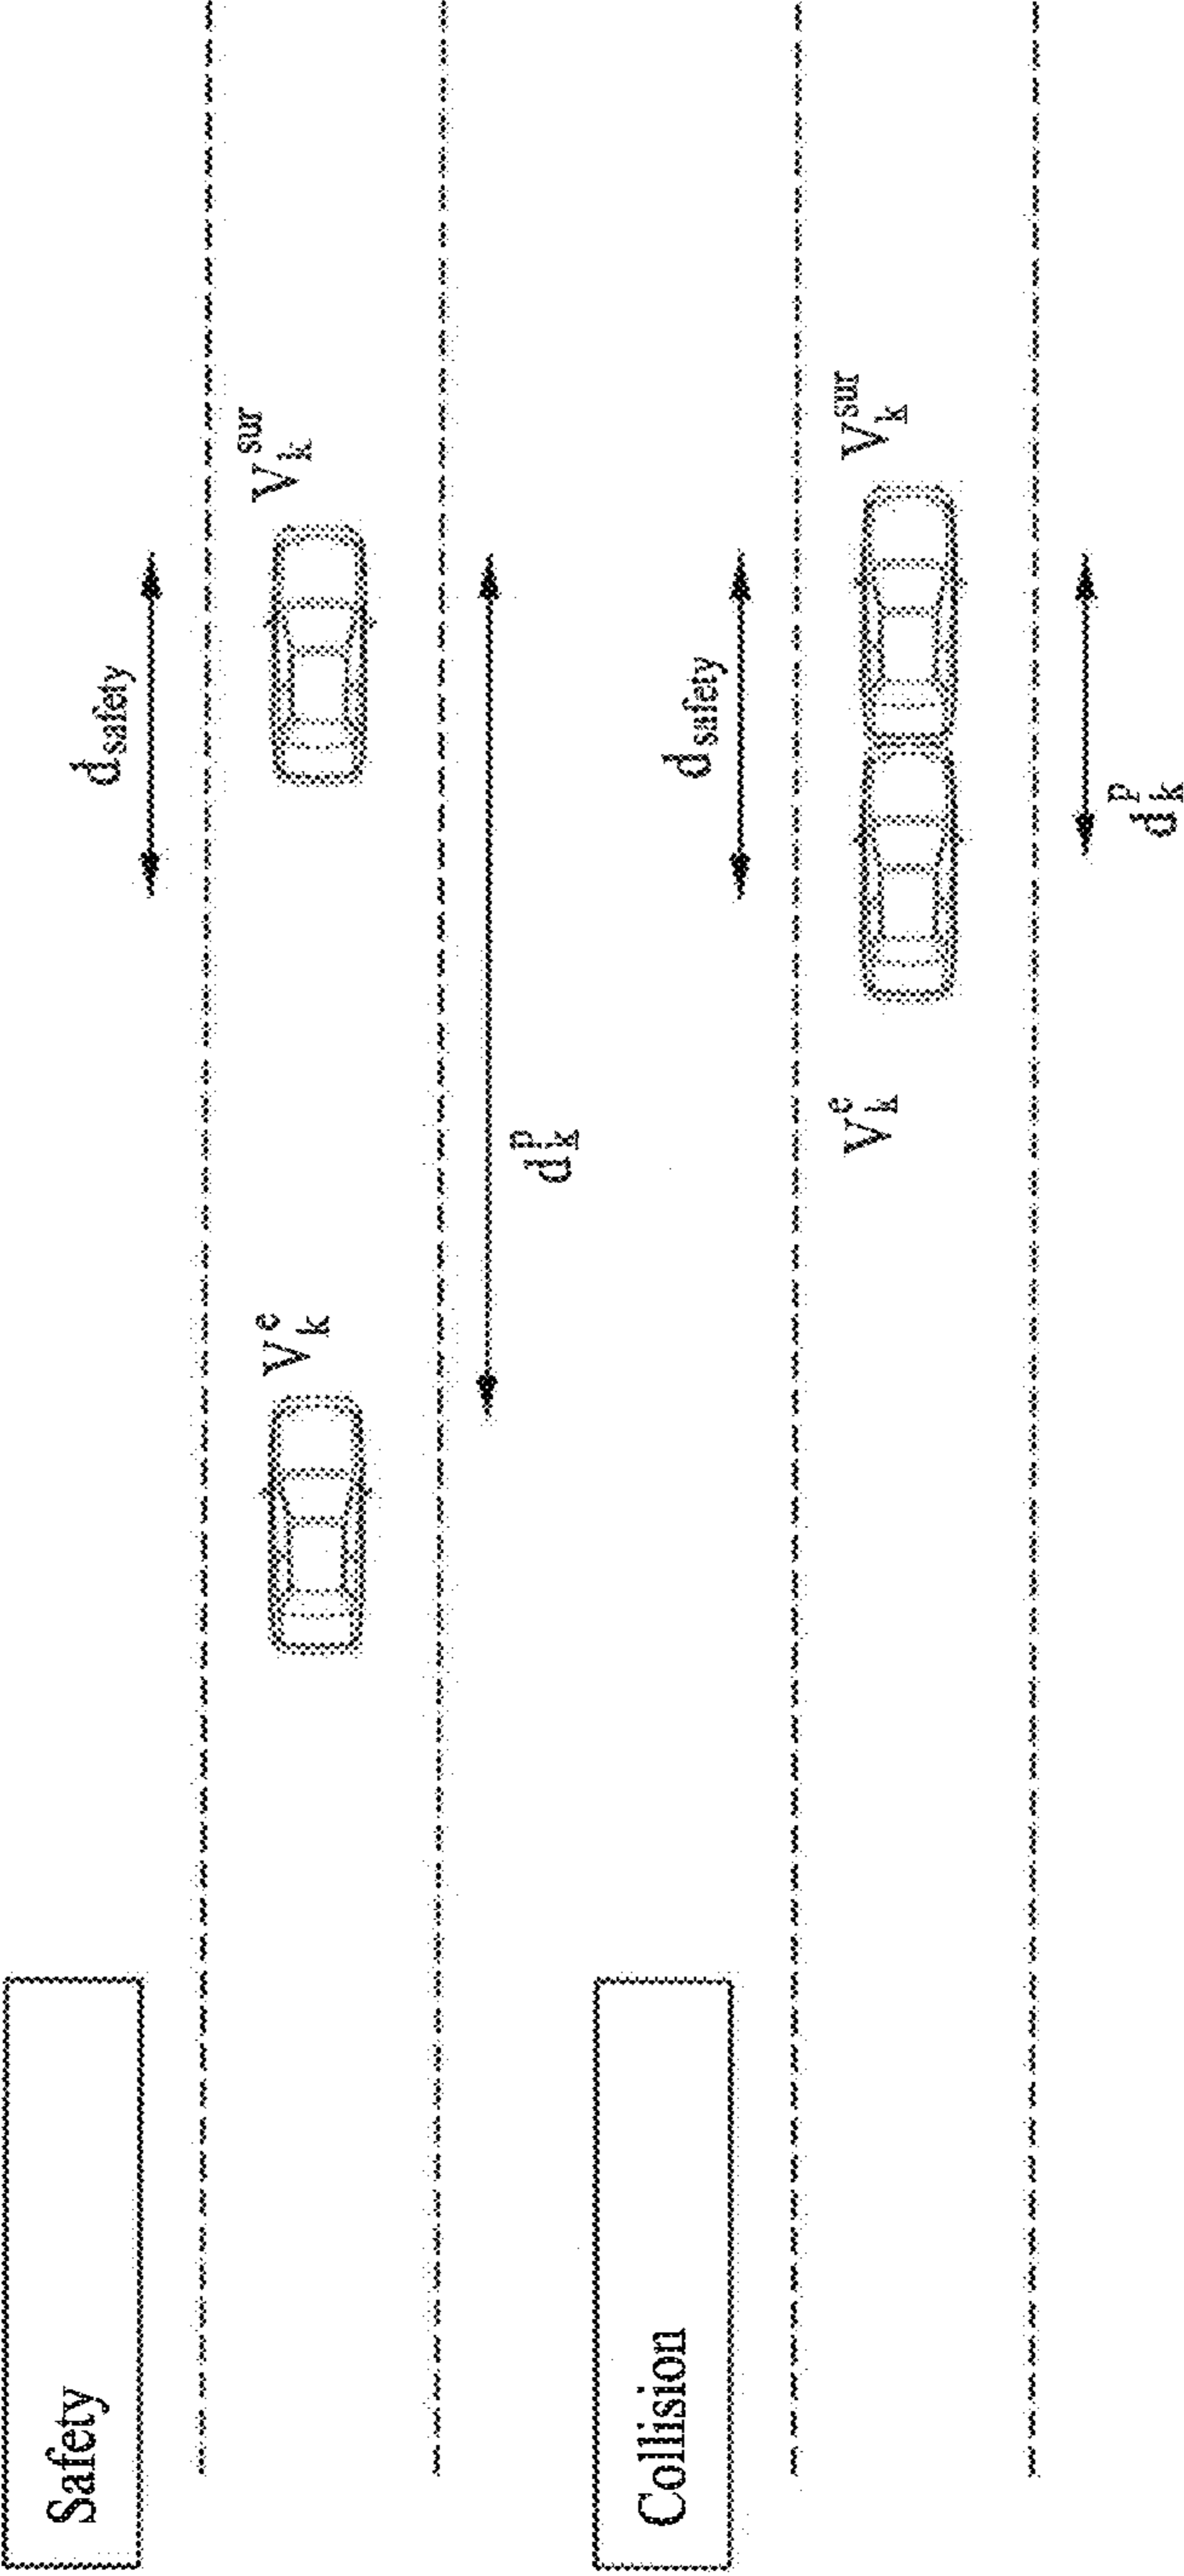 Safety
d_safety
V_k^e
V_k^sur
d_k^p
Collision
d_safety
V_k^e
V_k^sur
d_k^p